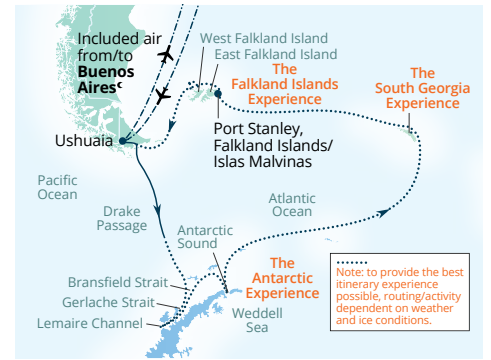 Included air
from/to
Buenos
Aires☾
West Falkland Island
East Falkland Island
The
Falkland Islands
Experience
The
South Georgia
Experience
Ushuaia
Port Stanley,
Falkland Islands/
Islas Malvinas
Pacific
Ocean
Drake
Passage
Atlantic
Ocean
Antarctic
Sound
The
Antarctic
Experience
Bransfield Strait
Gerlache Strait
Lemaire Channel
Weddell
Sea
Note: to provide the best
itinerary experience
possible, routing/activity
dependent on weather
and ice conditions.